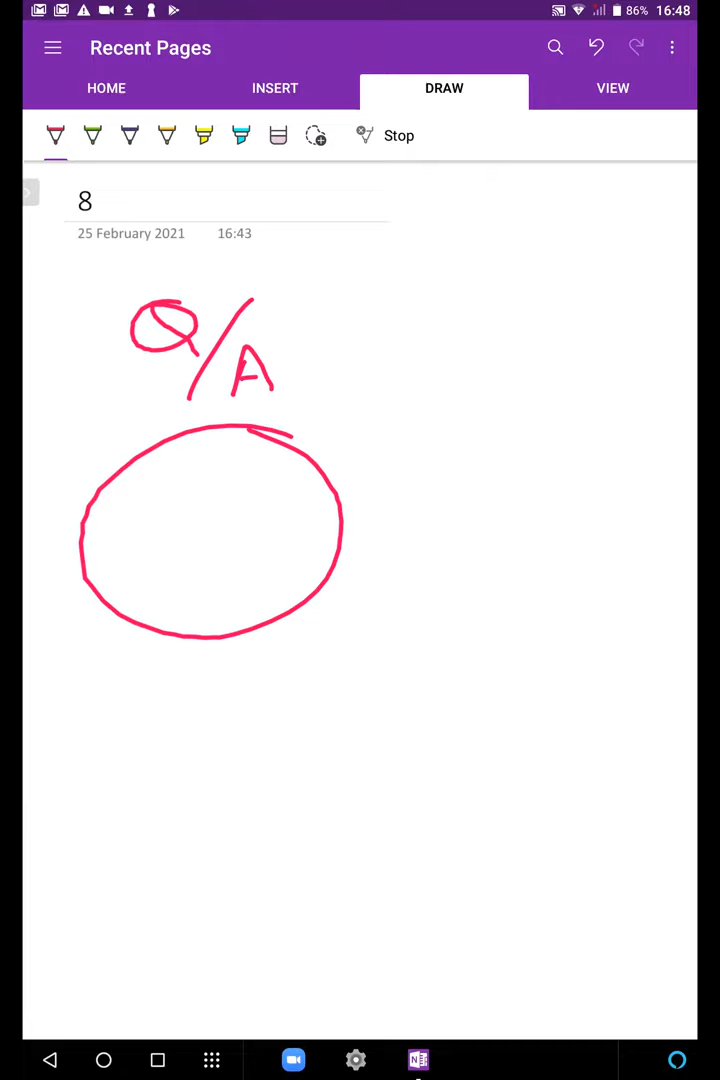 86% 16:48
Recent Pages
HOME INSERT DRAW VIEW
Stop
8
25 February 2021 16:43
Q/A